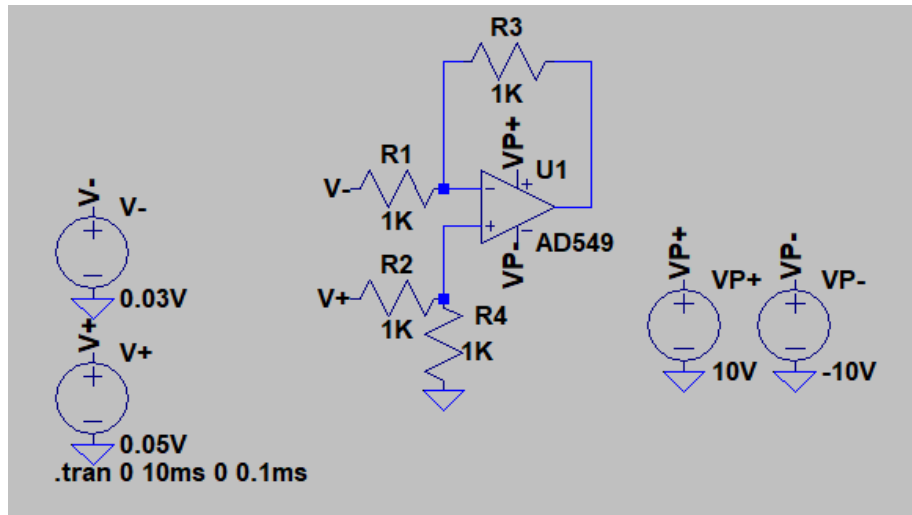 R3
1K
VP+
R1
U1
V-
1K
AD549
VP-
R2
V+
1K
R4
1K
V-
V-
0.03V
V+
V+
0.05V
.tran 0 10ms 0 0.1ms
VP+
VP+
10V
VP-
VP-
-10V